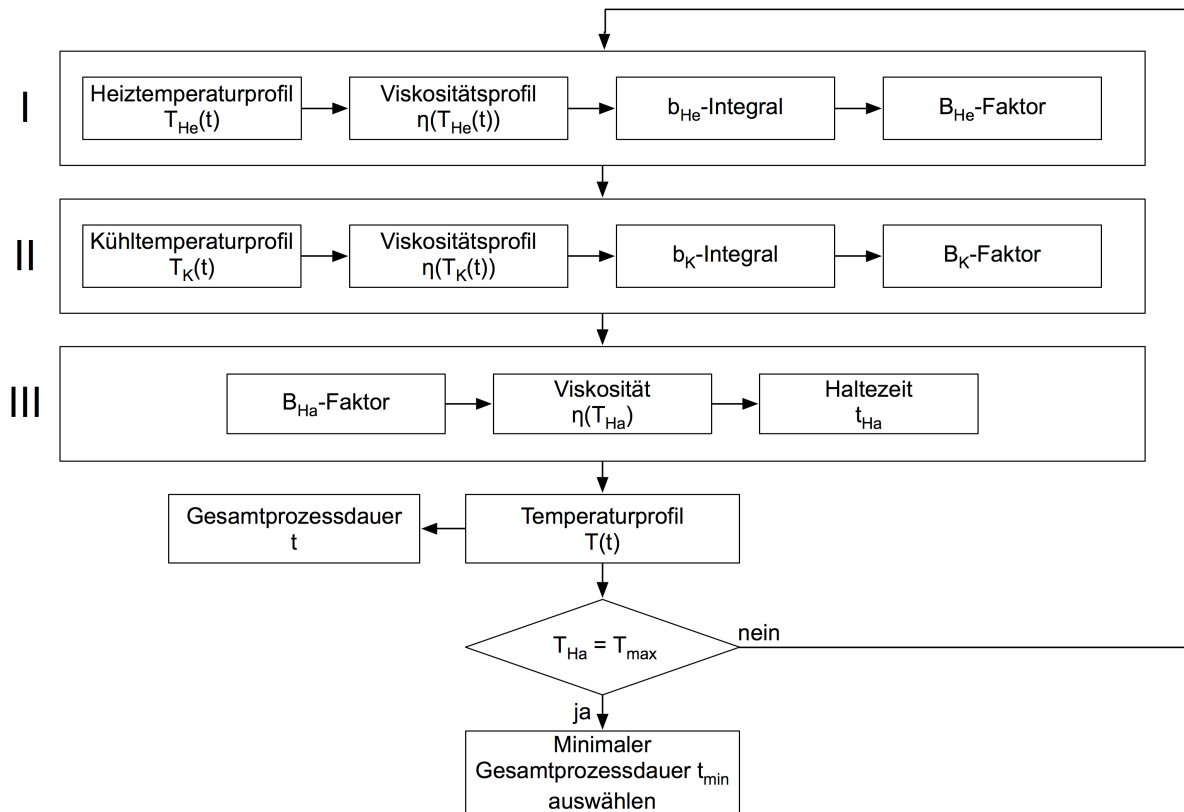 I
Heiztemperaturprofil
T_He(t)
Viskositätsprofil
η(T_He(t))
b_He-Integral
B_He-Faktor
II
Kühltemperaturprofil
T_K(t)
Viskositätsprofil
η(T_K(t))
b_K-Integral
B_K-Faktor
III
B_Ha-Faktor
Viskosität
η(T_Ha)
Haltezeit
t_Ha
Gesamtprozessdauer
t
Temperaturprofil
T(t)
T_Ha = T_max
nein
ja
Minimaler
Gesamtprozessdauer t_min
auswählen